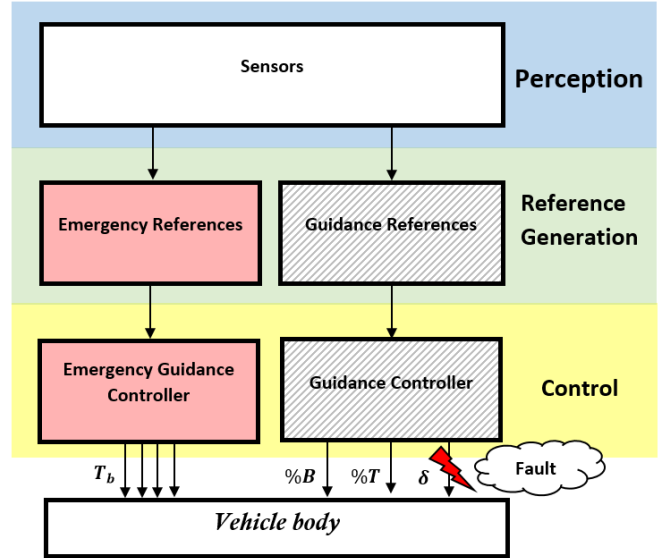 Sensors
Perception
Emergency References
Guidance References
Reference
Generation
Emergency Guidance
Controller
Guidance Controller
Control
T_b
%B
%T
δ
Fault
Vehicle body